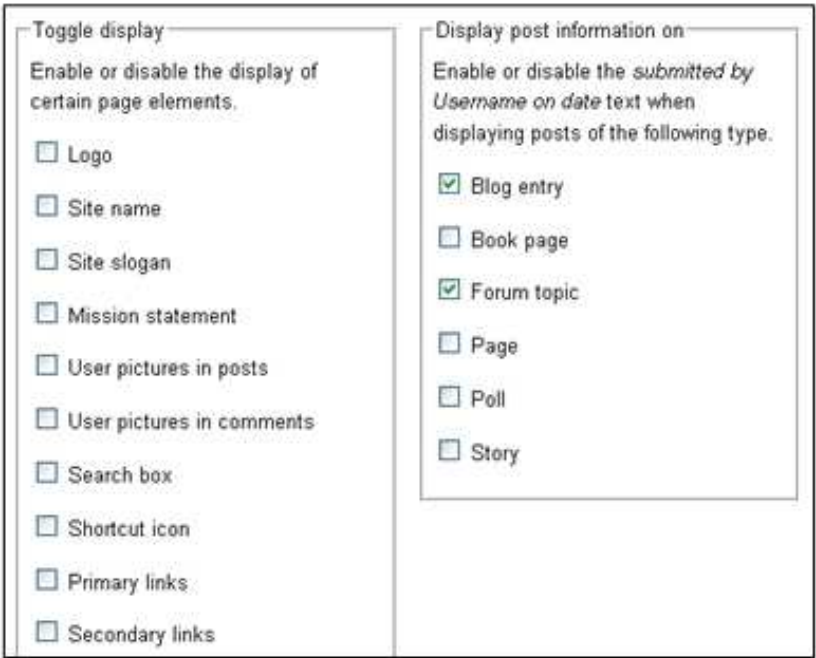 Toggle display
Enable or disable the display of
certain page elements.
Logo
Site name
Site slogan
Mission statement
User pictures in posts
User pictures in comments
Search box
Shortcut icon
Primary links
Secondary links
Display post information on
Enable or disable the submitted by
Username on date text when
displaying posts of the following type.
Blog entry
Book page
Forum topic
Page
Poll
Story